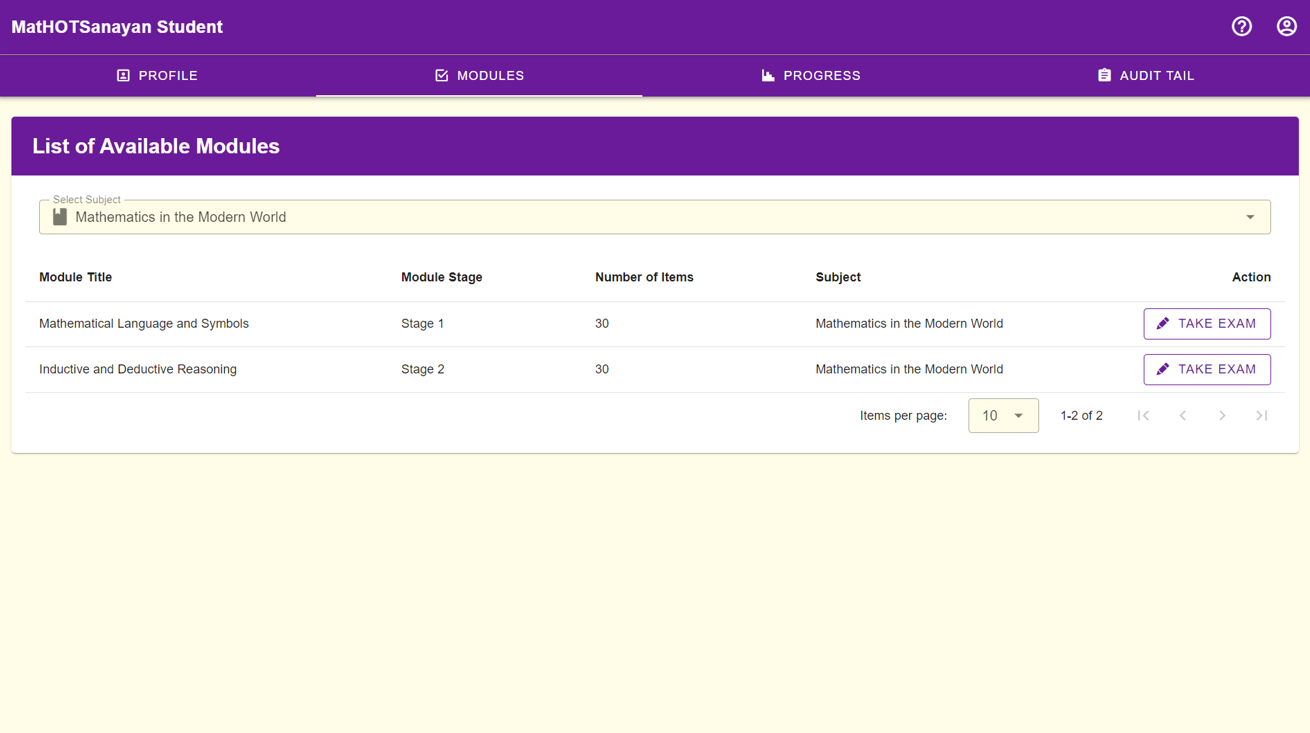 MatHOTSanayan Student
PROFILE MODULES PROGRESS AUDIT TAIL
List of Available Modules
Select Subject
Mathematics in the Modern World
Module Title Module Stage Number of Items Subject Action
Mathematical Language and Symbols Stage 1 30 Mathematics in the Modern World TAKE EXAM
Inductive and Deductive Reasoning Stage 2 30 Mathematics in the Modern World TAKE EXAM
Items per page: 10 1-2 of 2